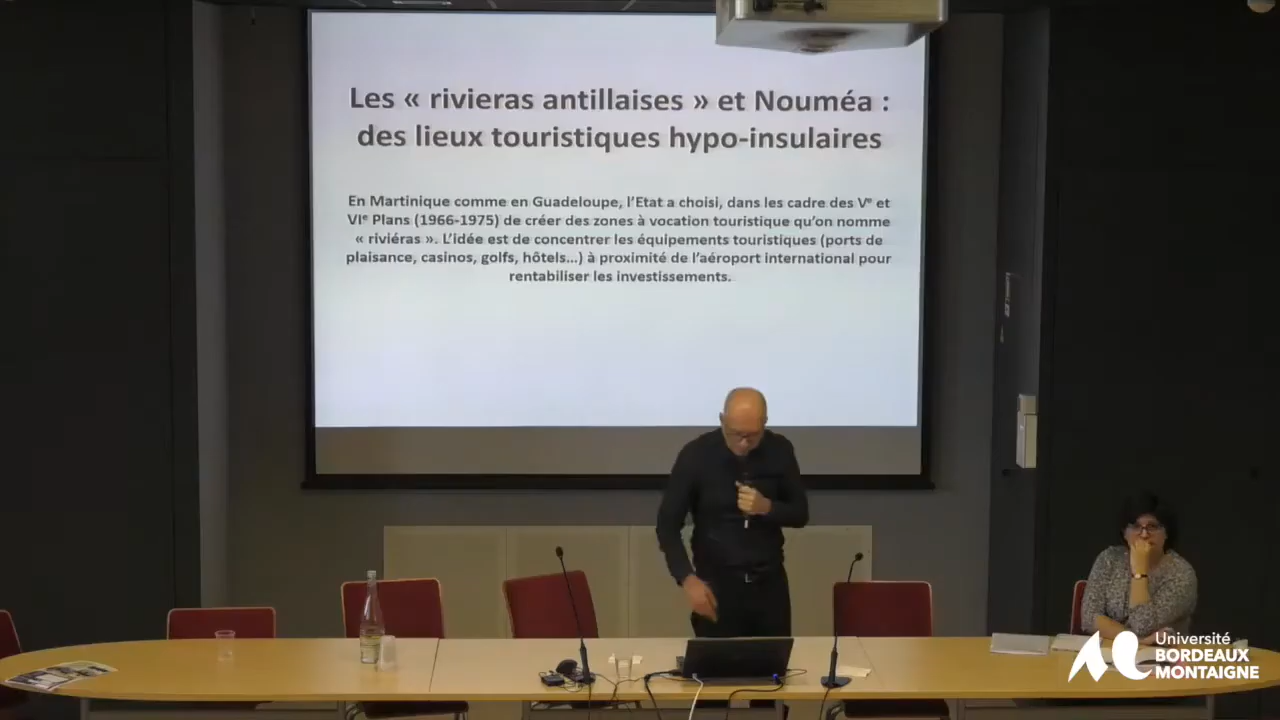 Les « rivieras antillaises » et Nouméa :
des lieux touristiques hypo-insulaires
En Martinique comme en Guadeloupe, l'Etat a choisi, dans les cadre des Ve et
VIe Plans (1966-1975) de créer des zones à vocation touristique qu'on nomme
« riviéras ». L'idée est de concentrer les équipements touristiques (ports de
plaisance, casinos, golfs, hôtels...) à proximité de l'aéroport international pour
rentabiliser les investissements.
Université
BORDEAUX
MONTAIGNE